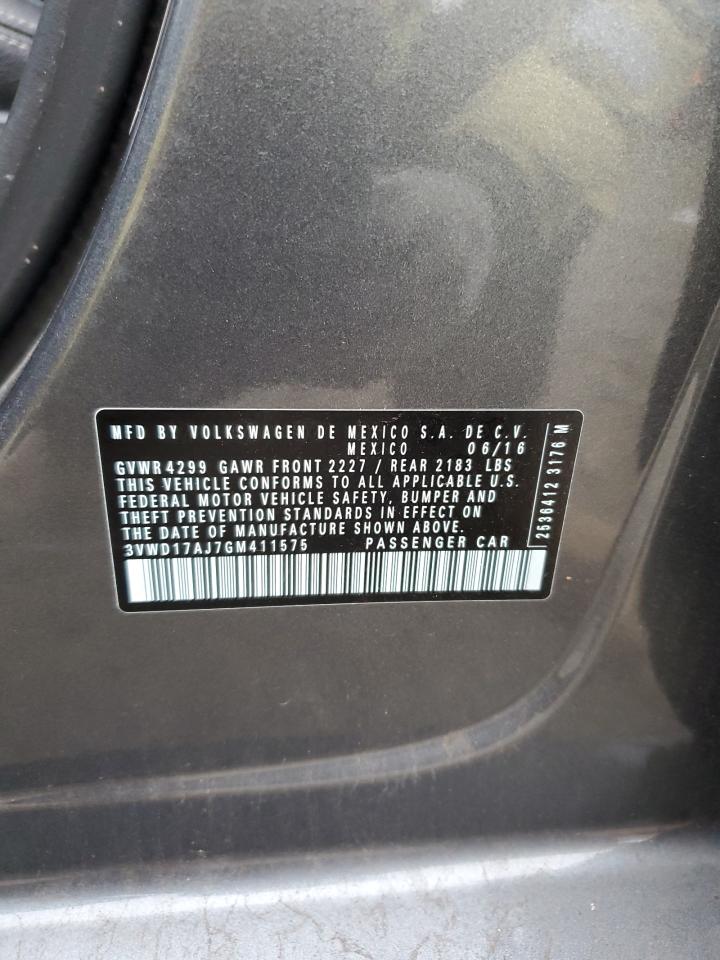 MFD BY VOLKSWAGEN DE MEXICO S.A. DE C.V.
MEXICO 06/16
GVWR 4299 GAWR FRONT 2227 / REAR 2183 LBS
THIS VEHICLE CONFORMS TO ALL APPLICABLE U.S.
FEDERAL MOTOR VEHICLE SAFETY, BUMPER AND
THEFT PREVENTION STANDARDS IN EFFECT ON
THE DATE OF MANUFACTURE SHOWN ABOVE.
3VWD17AJ7GM411575 PASSENGER CAR
2536412 3176 M